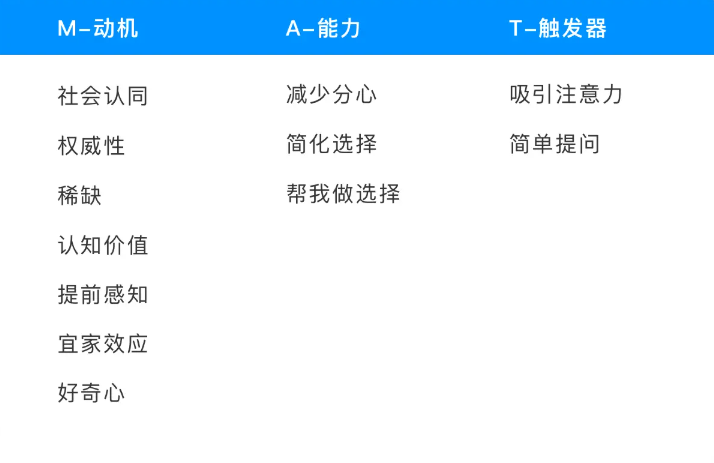 M-动机 A-能力 T-触发器
社会认同 减少分心 吸引注意力
权威性 简化选择 简单提问
稀缺 帮我做选择
认知价值
提前感知
宜家效应
好奇心